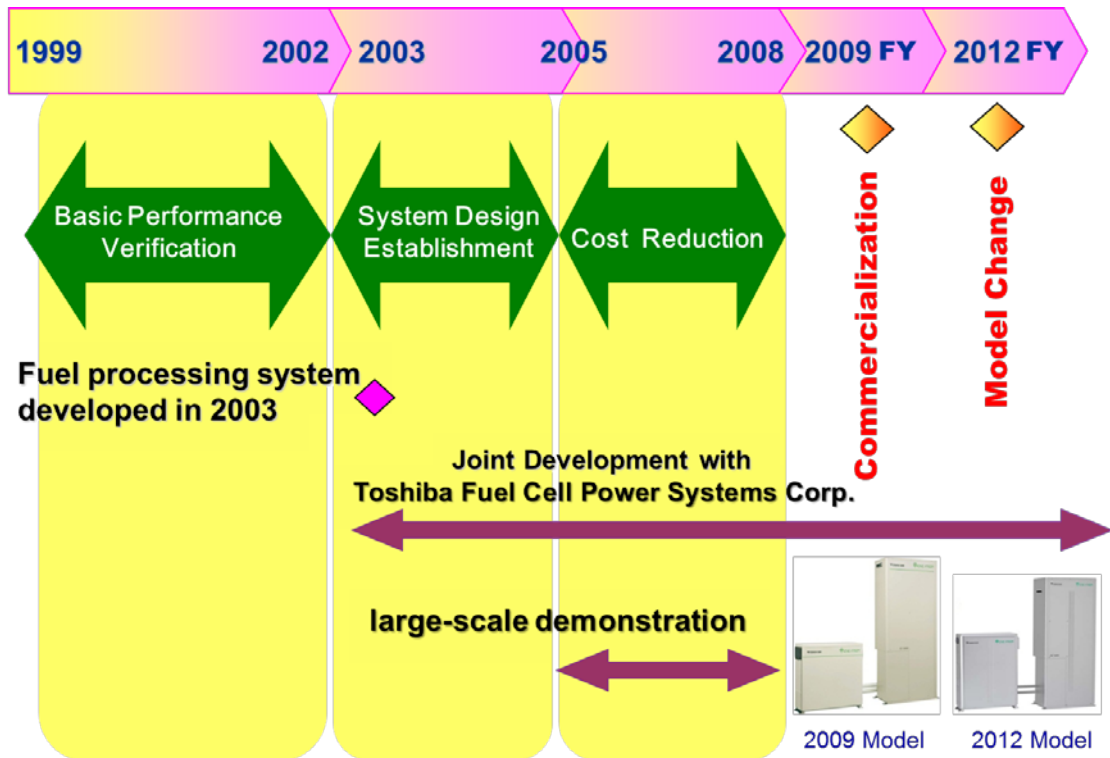 1999
2002
2003
2005
2008
2009 FY
2012 FY
Basic Performance
Verification
System Design
Establishment
Cost Reduction
Commercialization
Model Change
Fuel processing system
developed in 2003
Joint Development with
Toshiba Fuel Cell Power Systems Corp.
large-scale demonstration
2009 Model
2012 Model